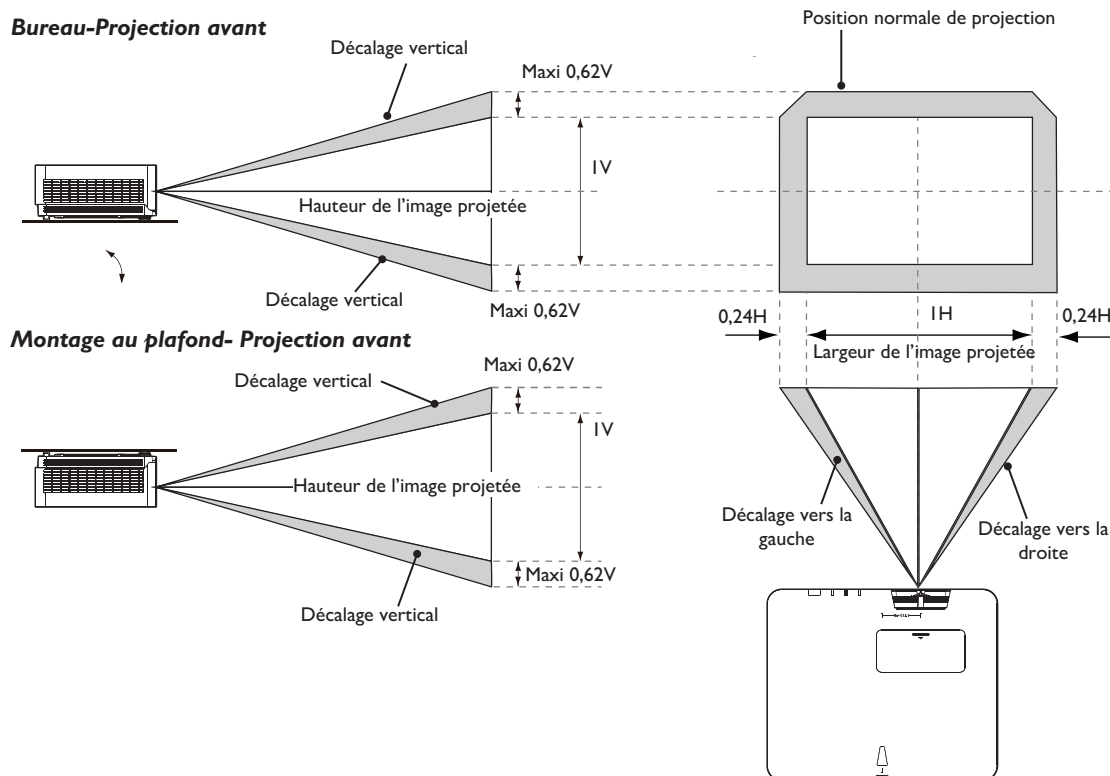 Bureau-Projection avant
Position normale de projection
Décalage vertical
Maxi 0,62V
1V
Hauteur de l'image projetée
Décalage vertical
Maxi 0,62V
0,24H
1H
0,24H
Largeur de l'image projetée
Montage au plafond- Projection avant
Maxi 0,62V
Décalage vertical
1V
Hauteur de l'image projetée
Décalage vers la
gauche
Décalage vers la
droite
Maxi 0,62V
Décalage vertical